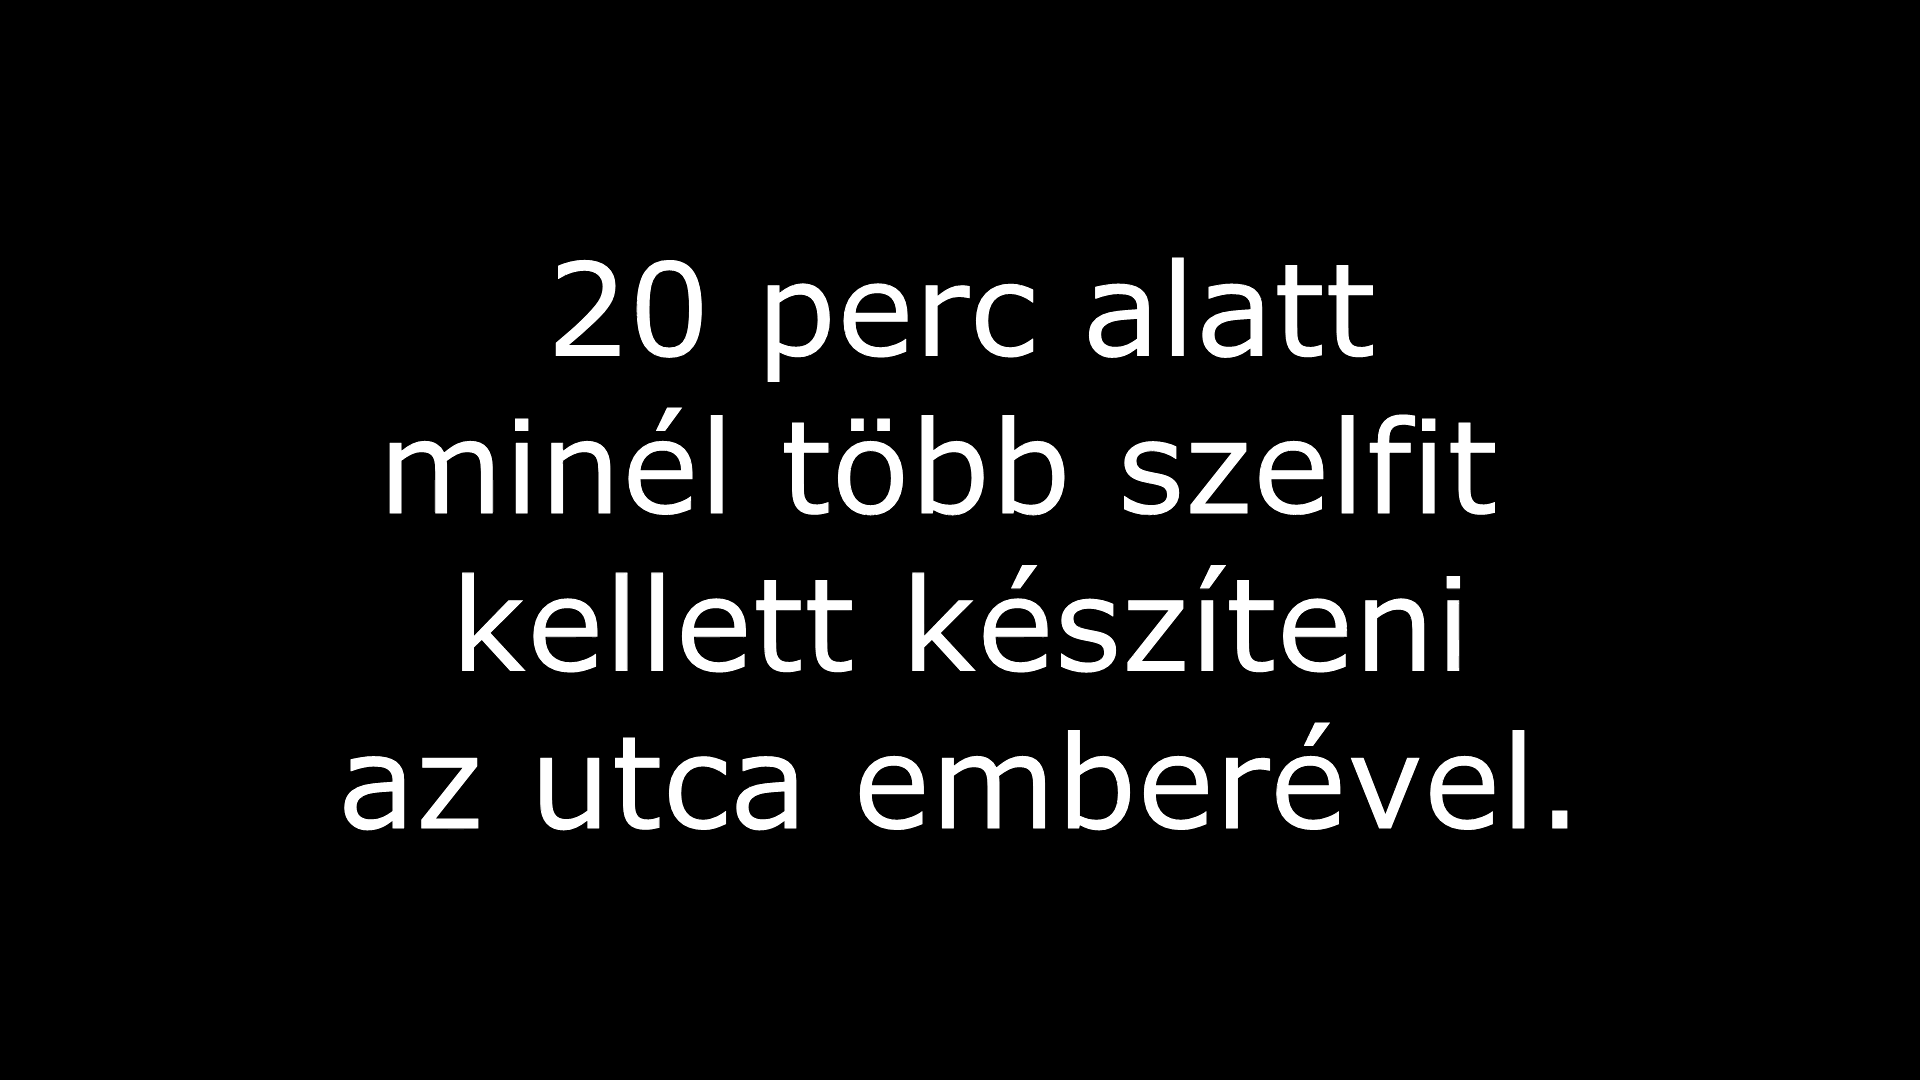 20 perc alatt
minél több szelfit
kellett készíteni
az utca emberével.